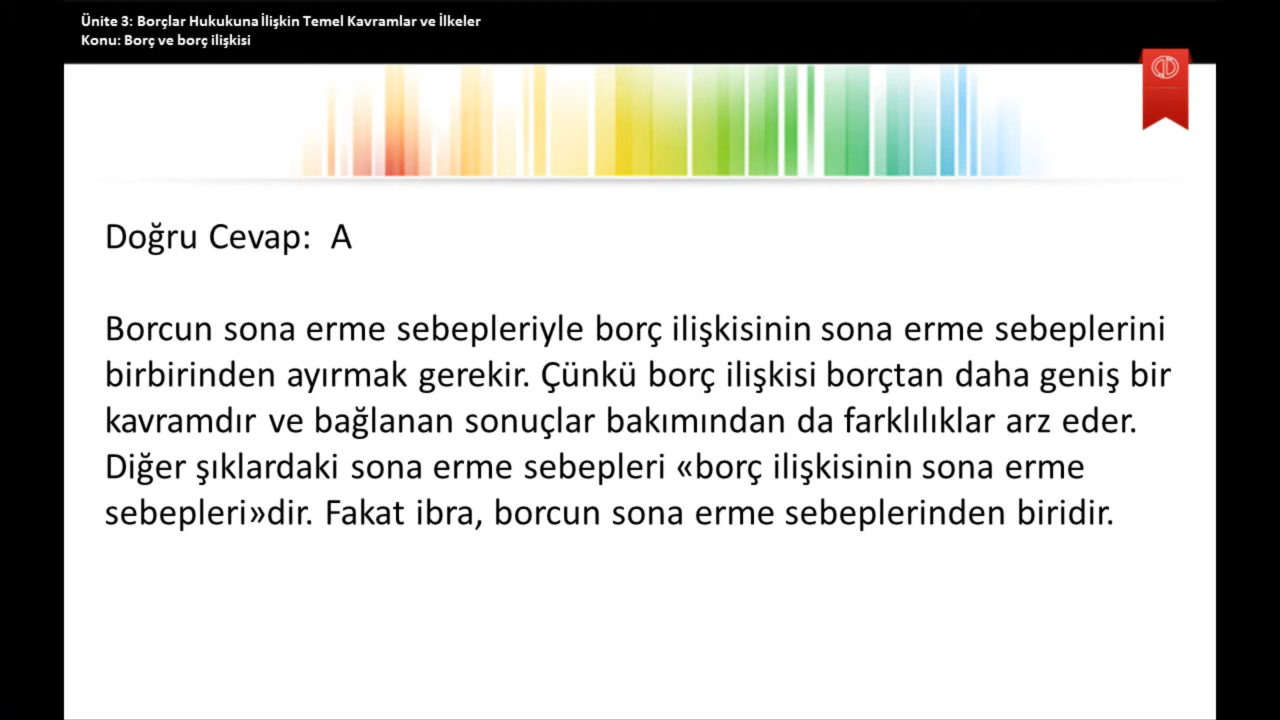 Ünite 3: Borçlar Hukukuna İlişkin Temel Kavramlar ve İlkeler
Konu: Borç ve borç ilişkisi
Doğru Cevap: A
Borcun sona erme sebepleriyle borç ilişkisinin sona erme sebeplerini
birbirinden ayırmak gerekir. Çünkü borç ilişkisi borçtan daha geniş bir
kavramdır ve bağlanan sonuçlar bakımından da farklılıklar arz eder.
Diğer şıklardaki sona erme sebepleri «borç ilişkisinin sona erme
sebepleri»dir. Fakat ibra, borcun sona erme sebeplerinden biridir.